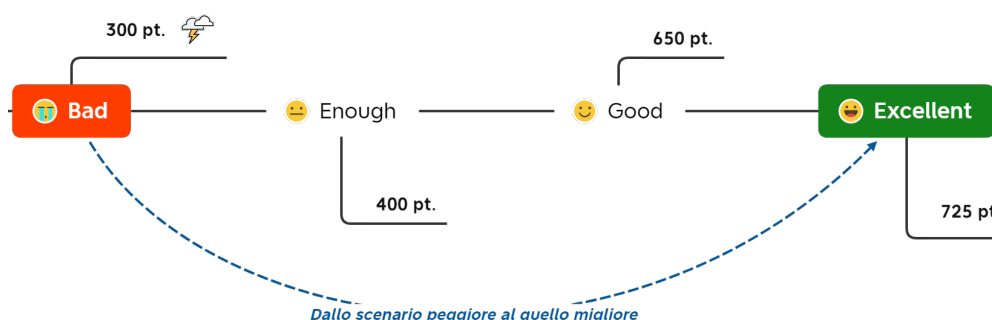 300 pt.
650 pt.
Bad
Enough
Good
Excellent
400 pt.
725 pt
Dallo scenario peggiore al quello migliore